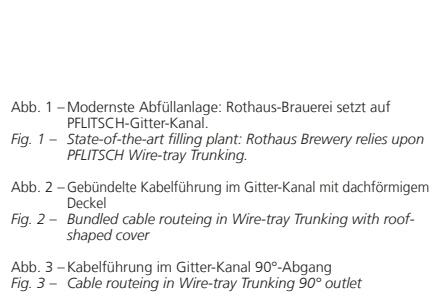 Abb. 1 – Modernste Abfüllanlage: Rothaus-Brauerei setzt auf
PFLITSCH-Gitter-Kanal.
Fig. 1 – State-of-the-art filling plant: Rothaus Brewery relies upon
PFLITSCH Wire-tray Trunking.
Abb. 2 – Gebündelte Kabelführung im Gitter-Kanal mit dachförmigem
Deckel
Fig. 2 – Bundled cable routeing in Wire-tray Trunking with roof-
shaped cover
Abb. 3 – Kabelführung im Gitter-Kanal 90°-Abgang
Fig. 3 – Cable routeing in Wire-tray Trunking 90° outlet